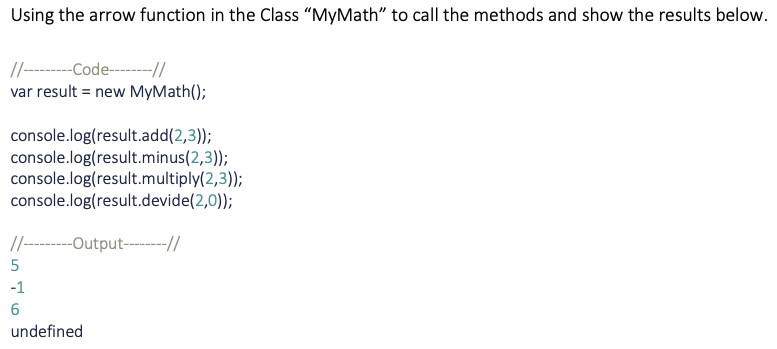 Using the arrow function in the Class “MyMath” to call the methods and show the results below.
//---------Code--------//
var result = new MyMath();
console.log(result.add(2,3));
console.log(result.minus(2,3));
console.log(result.multiply(2,3));
console.log(result.devide(2,0));
//---------Output--------//
5
-1
6
undefined